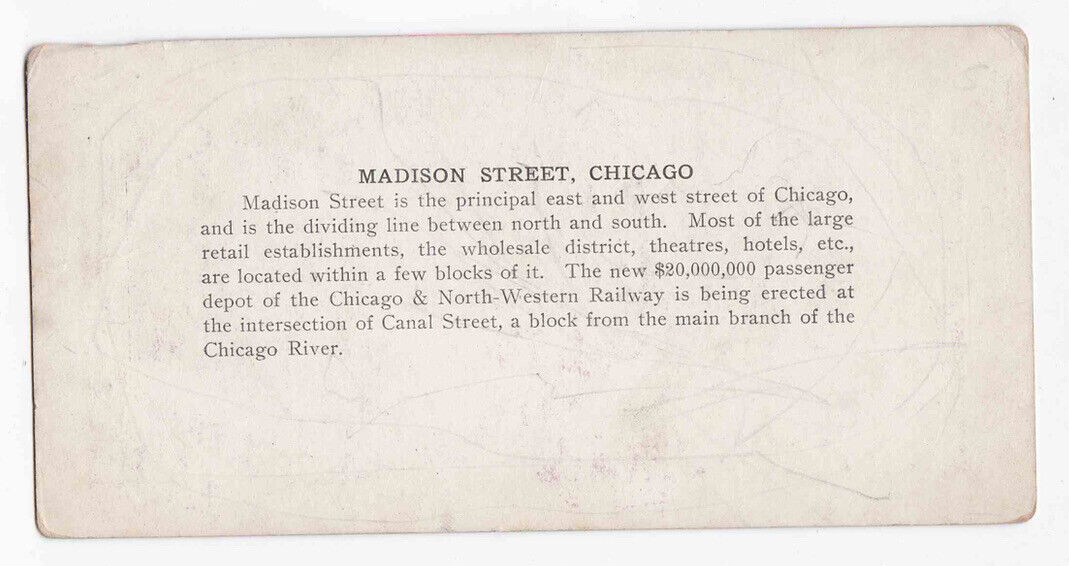 MADISON STREET, CHICAGO
Madison Street is the principal east and west street of Chicago,
and is the dividing line between north and south. Most of the large
retail establishments, the wholesale district, theatres, hotels, etc.,
are located within a few blocks of it. The new $20,000,000 passenger
depot of the Chicago & North-Western Railway is being erected at
the intersection of Canal Street, a block from the main branch of the
Chicago River.